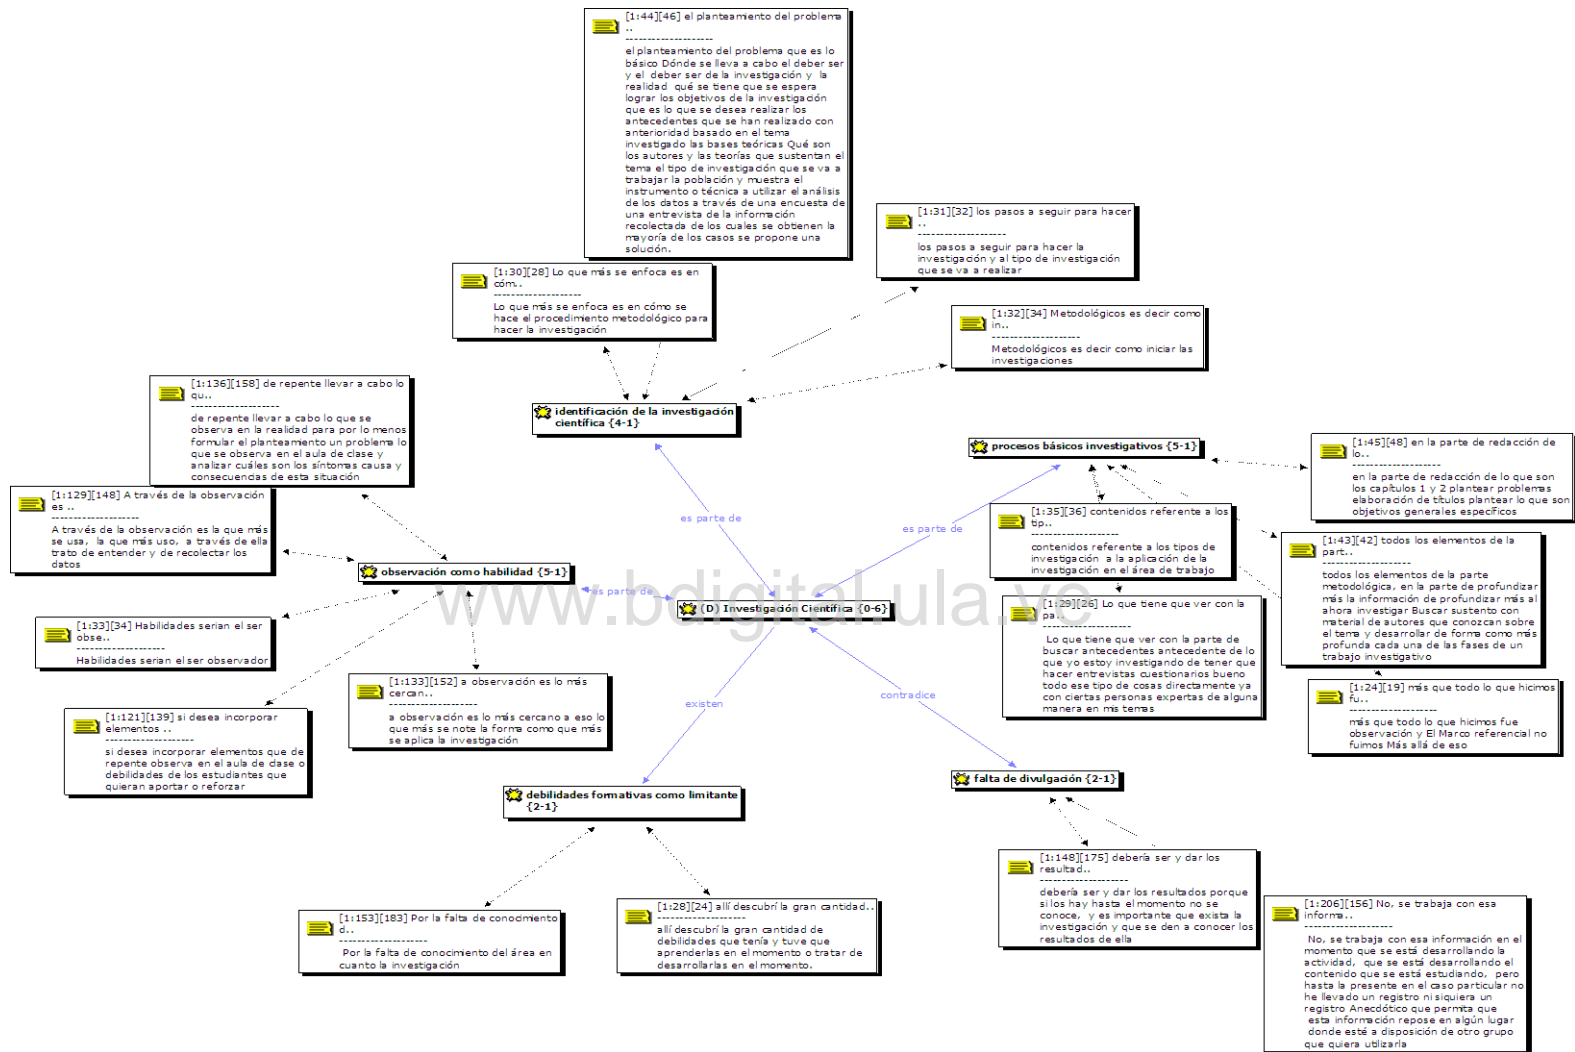 [1:44][46] el planteamiento del problema
..
--------------------
el planteamiento del problema que es lo
básico Dónde se lleva a cabo el deber ser
y el  deber ser de la investigación y  la
realidad  qué se tiene que se espera
lograr los objetivos de la investigación
que es lo que se desea realizar los
antecedentes que se han realizado con
anterioridad basado en el tema
investigado las bases teóricas Qué son
los autores y las teorías que sustentan el
tema el tipo de investigación que se va a
trabajar la población y muestra el
instrumento o técnica a utilizar el análisis
de los datos a través de una encuesta de
una entrevista de la información
recolectada de los cuales se obtienen la
mayoría de los casos se propone una
solución.
[1:31][32] los pasos a seguir para hacer
..
--------------------
los pasos a seguir para hacer la
investigación y al tipo de investigación
que se va a realizar
[1:30][28] Lo que más se enfoca es en
cóm..
--------------------
Lo que más se enfoca es en cómo se
hace el procedimiento metodológico para
hacer la investigación
[1:32][34] Metodológicos es decir como
in..
--------------------
Metodológicos es decir como iniciar las
investigaciones
[1:136][158] de repente llevar a cabo lo
qu..
--------------------
de repente llevar a cabo lo que se
observa en la realidad para por lo menos
formular el planteamiento un problema lo
que se observa en el aula de clase y
analizar cuáles son los síntomas causa y
consecuencias de esta situación
identificación de la investigación
científica {4-1}
procesos básicos investigativos {5-1}
[1:45][48] en la parte de redacción de
lo..
--------------------
en la parte de redacción de lo que son
los capítulos 1 y 2 plantear problemas
elaboración de títulos plantear lo que son
objetivos generales específicos
[1:129][148] A través de la observación
es ..
--------------------
A través de la observación es la que más
se usa,  la que más uso, a través de ella
trato de entender y de recolectar los
datos
es parte de
es parte de
[1:35][36] contenidos referente a los
tip..
--------------------
contenidos referente a los tipos de
investigación  a la aplicación de la
investigación en el área de trabajo
[1:43][42] todos los elementos de la
part..
--------------------
todos los elementos de la parte
metodológica, en la parte de profundizar
más la información de profundizar más al
ahora investigar Buscar sustento con
material de autores que conozcan sobre
el tema y desarrollar de forma como más
profunda cada una de las fases de un
trabajo investigativo
observación como habilidad {5-1}
es parte de
(D) Investigación Científica {0-6}
www.bdigital.ula.ve
[1:29][26] Lo que tiene que ver con la
pa..
--------------------
Lo que tiene que ver con la parte de
buscar antecedentes antecedente de lo
que yo estoy investigando de tener que
hacer entrevistas cuestionarios bueno
todo ese tipo de cosas directamente ya
con ciertas personas expertas de alguna
manera en mis temas
[1:33][34] Habilidades serian el ser
obse..
--------------------
Habilidades serian el ser observador
[1:133][152] a observación es lo más
cercan..
--------------------
a observación es lo más cercano a eso lo
que más se note la forma como que más
se aplica la investigación
[1:24][19] más que todo lo que hicimos
fu..
--------------------
más que todo lo que hicimos fue
observación y El Marco referencial no
fuimos Más allá de eso
[1:121][139] si desea incorporar
elementos ..
--------------------
si desea incorporar elementos que de
repente observa en el aula de clase o
debilidades de los estudiantes que
quieran aportar o reforzar
existen
contradice
debilidades formativas como limitante
{2-1}
falta de divulgación {2-1}
[1:153][183] Por la falta de conocimiento
d..
--------------------
Por la falta de conocimiento del área en
cuanto la investigación
[1:28][24] allí descubrí la gran cantidad..
--------------------
allí descubrí la gran cantidad de
debilidades que tenía y tuve que
aprenderlas en el momento o tratar de
desarrollarlas en el momento.
[1:148][175] debería ser y dar los
resultad..
--------------------
debería ser y dar los resultados porque
si los hay hasta el momento no se
conoce,  y es importante que exista la
investigación y que se den a conocer los
resultados de ella
[1:206][156] No, se trabaja con esa
informa..
--------------------
No, se trabaja con esa información en el
momento que se está desarrollando la
actividad,  que se está desarrollando el
contenido que se está estudiando,  pero
hasta la presente en el caso particular no
he llevado un registro ni siquiera un
registro Anecdótico que permita que
esta información repose en algún lugar
donde esté a disposición de otro grupo
que quiera utilizarla